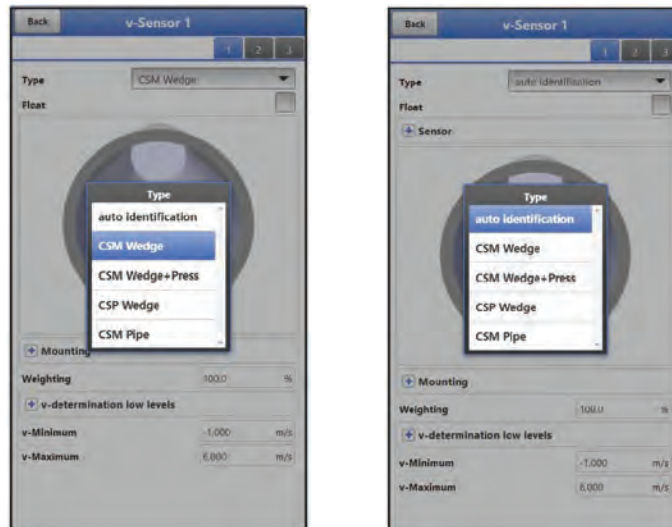 Back v-Sensor 1
1 2 3
Type CSM Wedge
Float
Type
auto identification
CSM Wedge
CSM Wedge+Press
CSP Wedge
CSM Pipe
Mounting
Weighting 100.0 %
v-determination low levels
v-Minimum -1.000 m/s
v-Maximum 6.000 m/s
Back v-Sensor 1
1 2 3
Type auto identification
Float
Sensor
Type
auto identification
CSM Wedge
CSM Wedge+Press
CSP Wedge
CSM Pipe
Mounting
Weighting 100.0 %
v-determination low levels
v-Minimum -1.000 m/s
v-Maximum 6.000 m/s